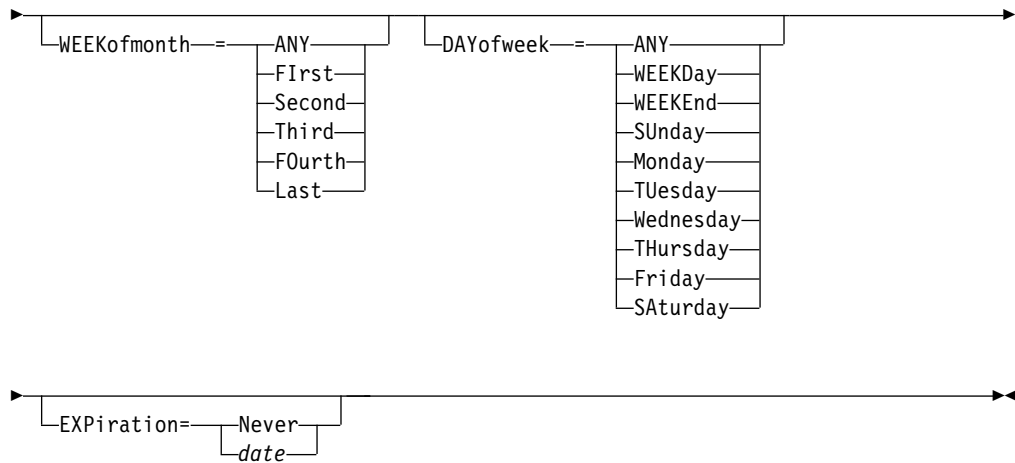 WEEKofmonth = ANY DAYofweek = ANY
FIrst WEEKDay
Second WEEKEnd
Third SUnday
FOurth Monday
Last TUesday
Wednesday
THursday
Friday
SAturday
EXPiration= Never
date